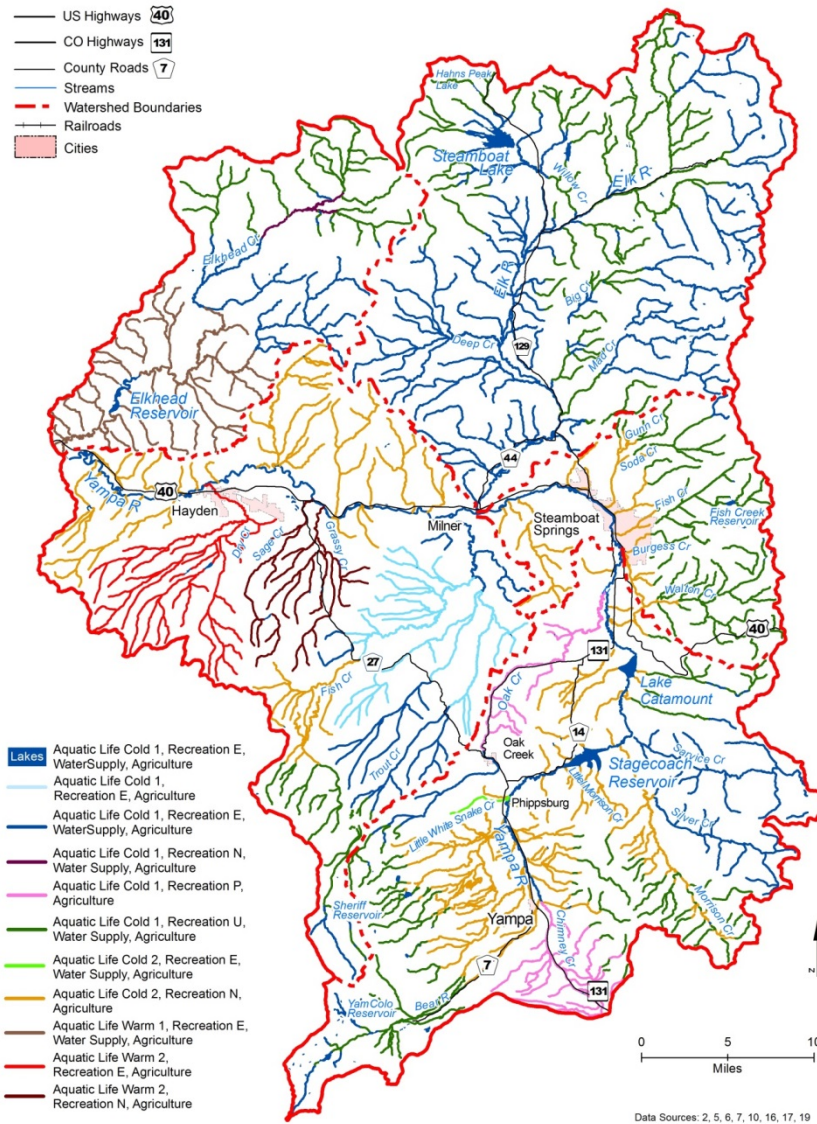 US Highways 40
CO Highways 131
County Roads 7
Streams
Watershed Boundaries
Railroads
Cities
Hahns Peak
Lake
Steamboat
Lake
Willow Cr
Elk R
Elkhead Cr
Elk R
Big Cr
Deep Cr
129
Mad Cr
Elkhead
Reservoir
Gunn Cr
Soda Cr
44
40
Yampa R
Hayden
Dry Cr
Sage Cr
Grassy Cr
Milner
Steamboat
Springs
Fish Cr
Fish Creek
Reservoir
Burgess Cr
Walton Cr
40
27
Fish Cr
131
Oak Cr
Lake
Catamount
Trout Cr
Oak
Creek
14
Stagecoach
Reservoir
Sarvice Cr
Silver Cr
Little Morrison Cr
Phippsburg
Little White Snake Cr
Yampa R
Morrison Cr
Sheriff
Reservoir
Yampa
Chimney Cr
7
131
YamColo
Reservoir
Bear R
Lakes
Aquatic Life Cold 1, Recreation E,
WaterSupply, Agriculture
Aquatic Life Cold 1,
Recreation E, Agriculture
Aquatic Life Cold 1, Recreation E,
WaterSupply, Agriculture
Aquatic Life Cold 1, Recreation N,
Water Supply, Agriculture
Aquatic Life Cold 1, Recreation P,
Agriculture
Aquatic Life Cold 1, Recreation U,
Water Supply, Agriculture
Aquatic Life Cold 2, Recreation E,
Water Supply, Agriculture
Aquatic Life Cold 2, Recreation N,
Agriculture
Aquatic Life Warm 1, Recreation E,
Water Supply, Agriculture
Aquatic Life Warm 2,
Recreation E, Agriculture
Aquatic Life Warm 2,
Recreation N, Agriculture
N
0 5 10
Miles
Data Sources: 2, 5, 6, 7, 10, 16, 17, 19